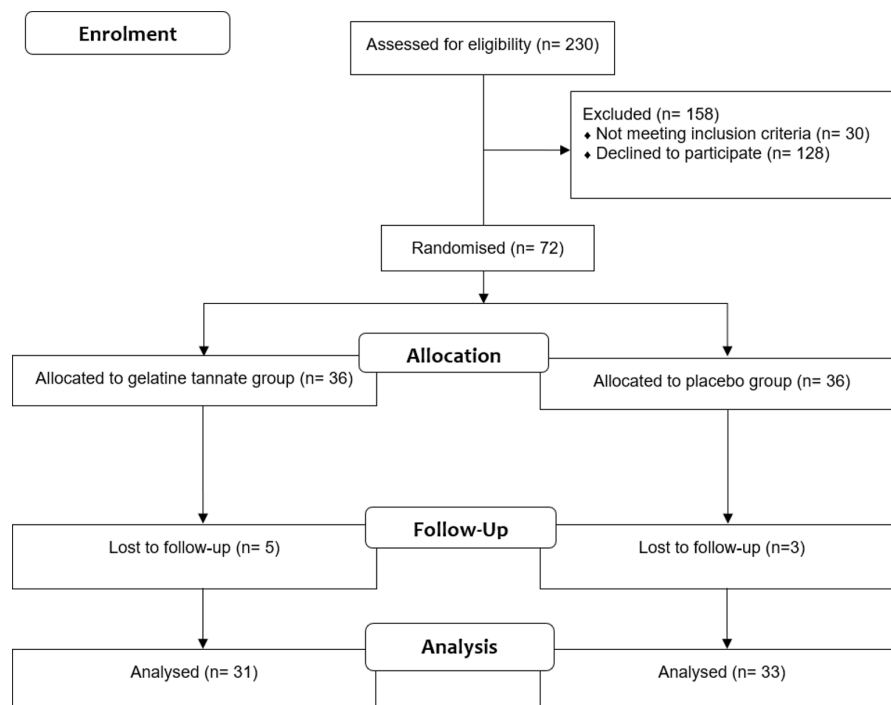 Enrolment
Assessed for eligibility (n= 230)
Excluded (n= 158)
♦ Not meeting inclusion criteria (n= 30)
♦ Declined to participate (n= 128)
Randomised (n= 72)
Allocation
Allocated to gelatine tannate group (n= 36)
Allocated to placebo group (n= 36)
Follow-Up
Lost to follow-up (n= 5)
Lost to follow-up (n=3)
Analysis
Analysed (n= 31)
Analysed (n= 33)